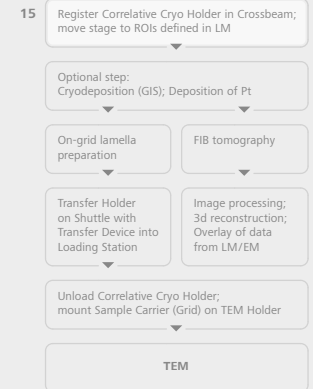 15
Register Correlative Cryo Holder in Crossbeam;
move stage to ROIs defined in LM
Optional step:
Cryodeposition (GIS); Deposition of Pt
On-grid lamella
preparation
FIB tomography
Transfer Holder
on Shuttle with
Transfer Device into
Loading Station
Image processing;
3d reconstruction;
Overlay of data
from LM/EM
Unload Correlative Cryo Holder;
mount Sample Carrier (Grid) on TEM Holder
TEM